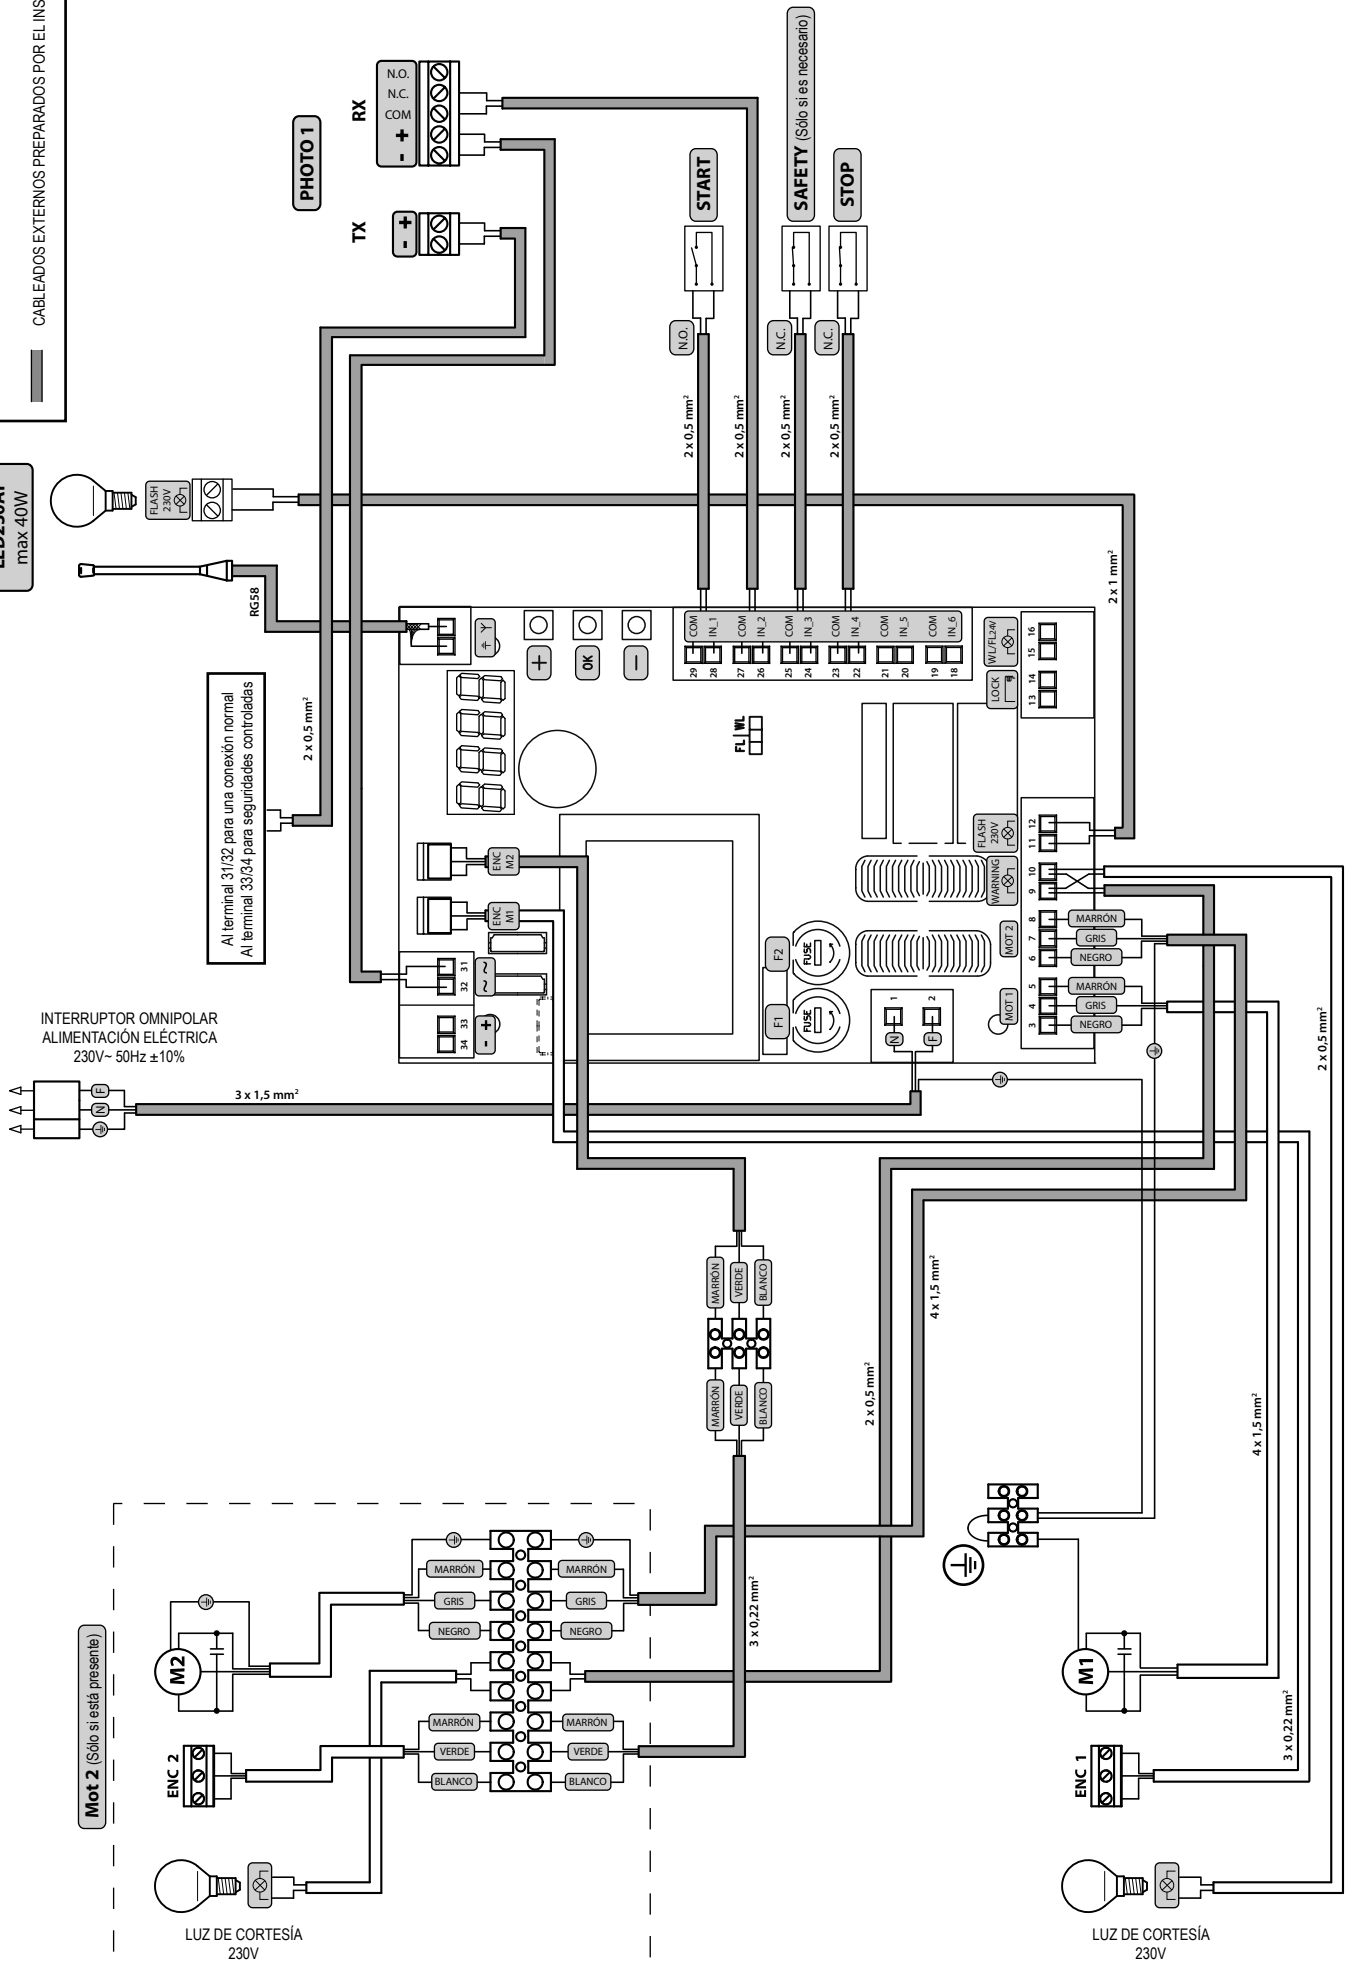 CABLEADOS EXTERNOS PREPARADOS POR EL INS
max 40W
PHOTO 1
RX
N.O.
N.C.
COM
+
-
TX
- +
FLASH
230V
RG58
START
SAFETY (Sólo si es necesario)
STOP
N.O.
N.C.
N.C.
2 x 0,5 mm²
2 x 0,5 mm²
2 x 0,5 mm²
2 x 0,5 mm²
2 x 1 mm²
Al terminal 31/32 para una conexión normal
Al terminal 33/34 para seguridades controladas
2 x 0,5 mm²
INTERRUPTOR OMNIPOLAR
ALIMENTACIÓN ELÉCTRICA
230V~ 50Hz ±10%
F
N
3 x 1,5 mm²
+
OK
-
COM
IN_1
COM
IN_2
COM
IN_3
COM
IN_4
COM
IN_5
COM
IN_6
29
28
27
26
25
24
23
22
21
20
19
18
FL WL
ENC
M2
ENC
M1
31
32
33
34
~ ~
+ -
F2
FUSE
F1
FUSE
1
2
N
F
WL/FL24V
16
15
LOCK
14
13
FLASH
230V
12
11
WARNING
10
9
MOT 2
8
7
6
MOT 1
5
4
3
MARRÓN
GRIS
NEGRO
MARRÓN
GRIS
NEGRO
2 x 0,5 mm²
MARRÓN
VERDE
BLANCO
MARRÓN
VERDE
BLANCO
4 x 1,5 mm²
2 x 0,5 mm²
4 x 1,5 mm²
3 x 0,22 mm²
3 x 0,22 mm²
Mot 2 (Sólo si está presente)
M2
MARRÓN
GRIS
NEGRO
MARRÓN
GRIS
NEGRO
ENC 2
MARRÓN
VERDE
BLANCO
MARRÓN
VERDE
BLANCO
LUZ DE CORTESÍA
230V
M1
ENC 1
LUZ DE CORTESÍA
230V